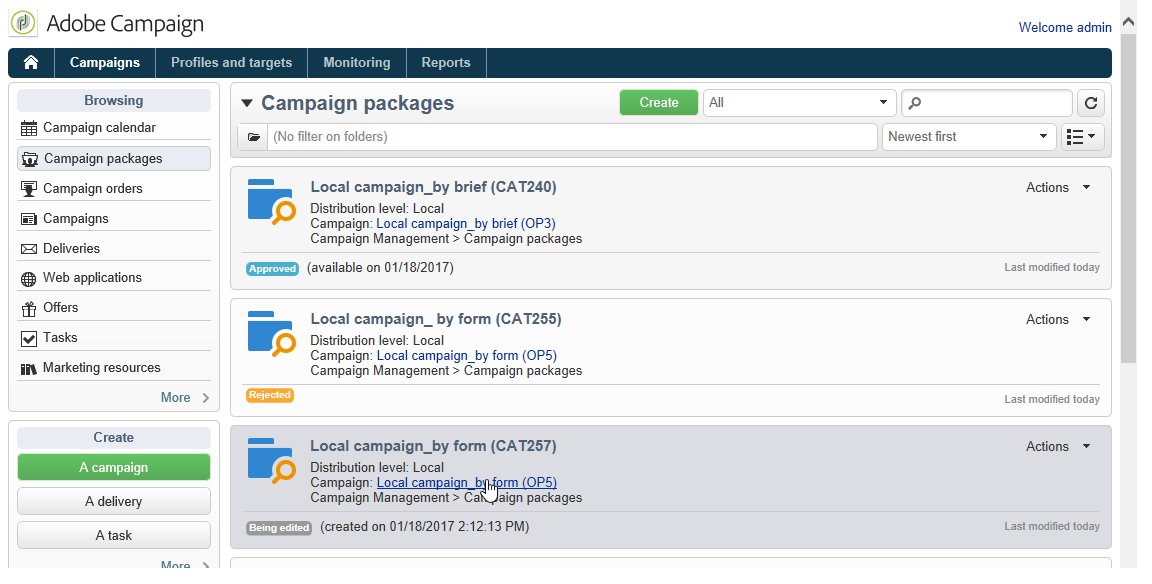 Adobe Campaign
Welcome admin
Campaigns
Profiles and targets
Monitoring
Reports
Browsing
Campaign calendar
Campaign packages
Campaign orders
Campaigns
Deliveries
Web applications
Offers
Tasks
Marketing resources
More
Create
A campaign
A delivery
A task
More
Campaign packages
Create
All
(No filter on folders)
Newest first
Local campaign_by brief (CAT240)
Actions
Distribution level: Local
Campaign: Local campaign_by brief (OP3)
Campaign Management > Campaign packages
Approved (available on 01/18/2017)
Last modified today
Local campaign_ by form (CAT255)
Actions
Distribution level: Local
Campaign: Local campaign_by form (OP5)
Campaign Management > Campaign packages
Rejected
Last modified today
Local campaign_by form (CAT257)
Actions
Distribution level: Local
Campaign: Local campaign_by form (OP5)
Campaign Management > Campaign packages
Being edited (created on 01/18/2017 2:12:13 PM)
Last modified today